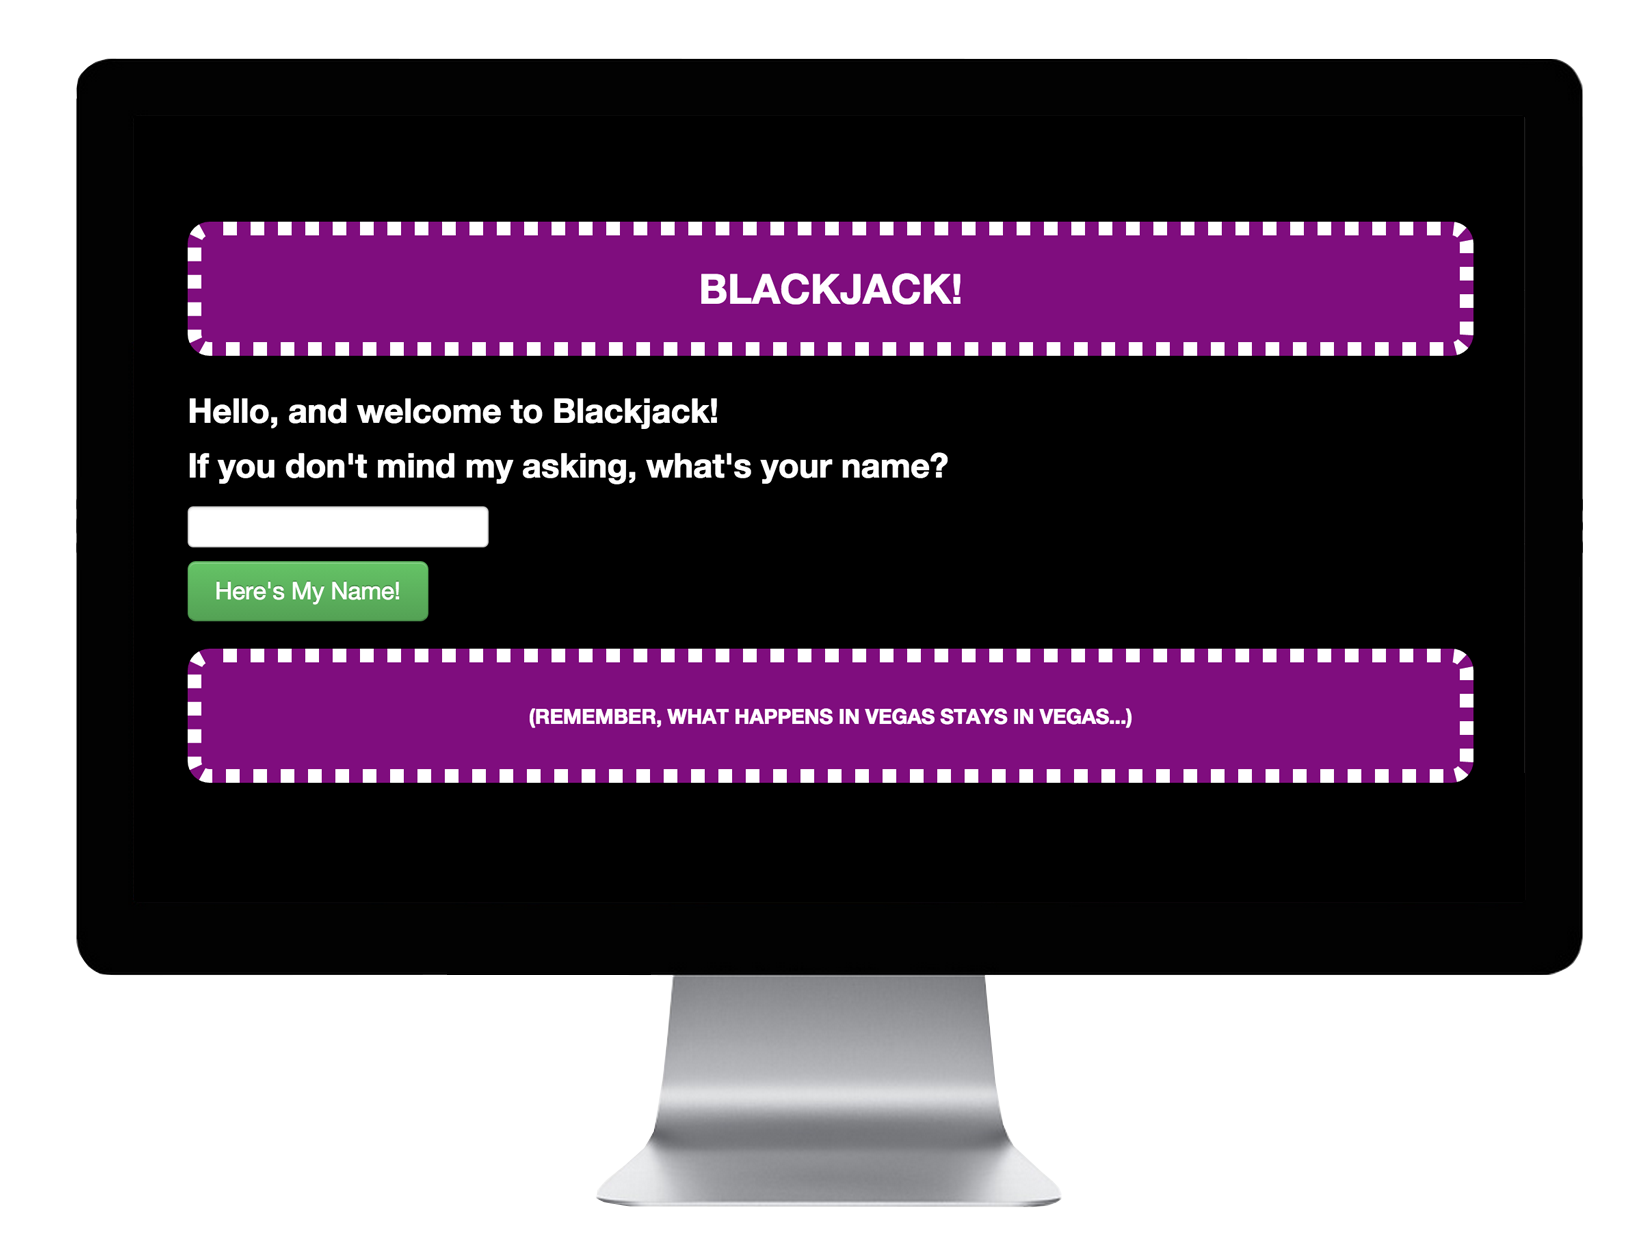 BLACKJACK!
Hello, and welcome to Blackjack!
If you don't mind my asking, what's your name?
Here's My Name!
(REMEMBER, WHAT HAPPENS IN VEGAS STAYS IN VEGAS...)